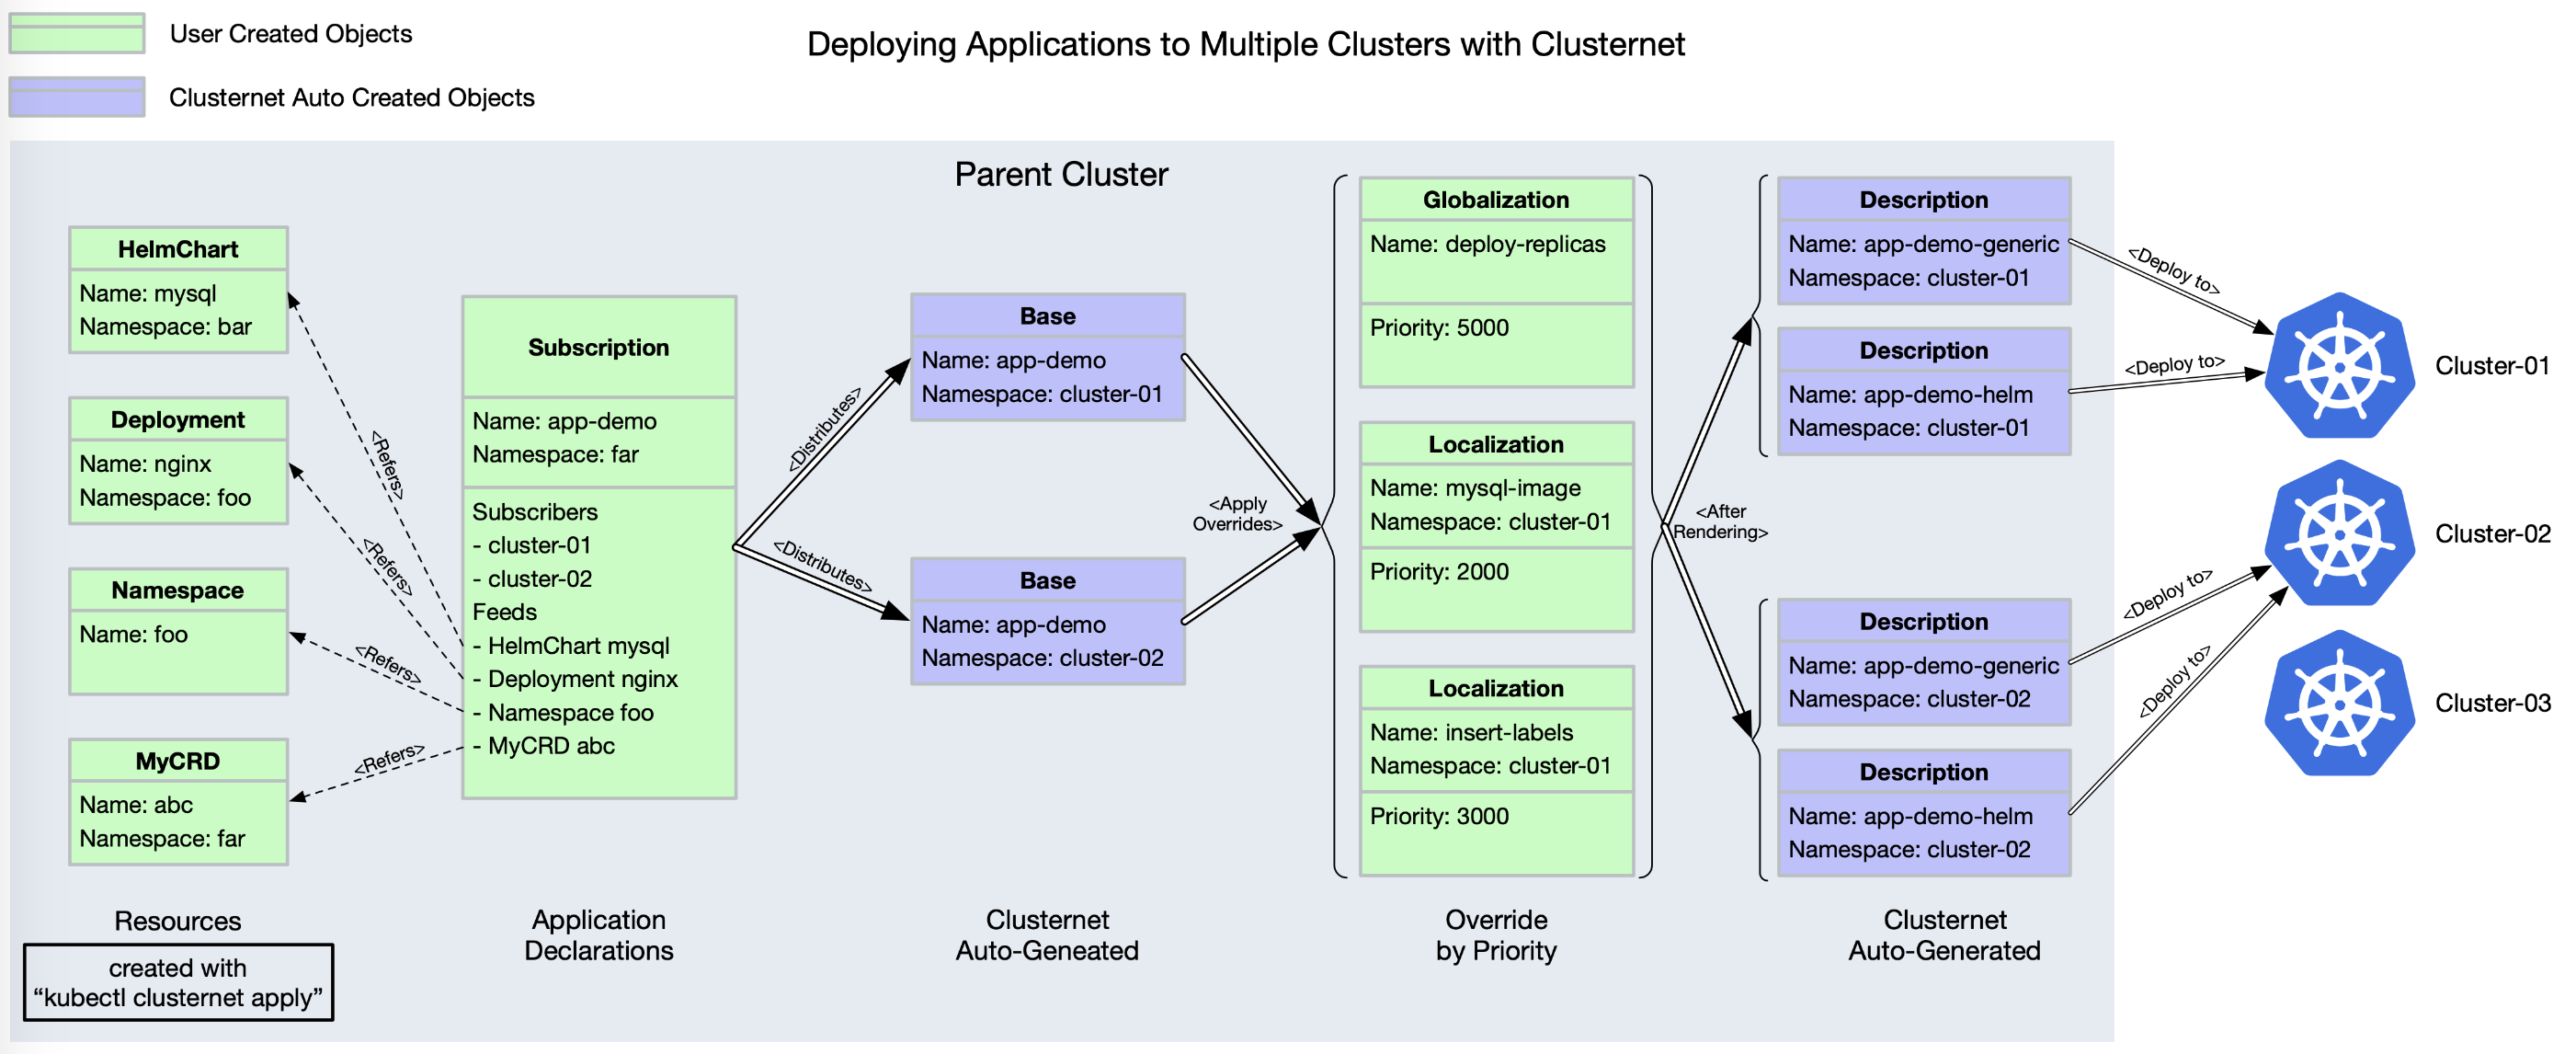 User Created Objects
Clusternet Auto Created Objects
Deploying Applications to Multiple Clusters with Clusternet
Parent Cluster
HelmChart
Name: mysql
Namespace: bar
Deployment
Name: nginx
Namespace: foo
Namespace
Name: foo
MyCRD
Name: abc
Namespace: far
Resources
created with
“kubectl clusternet apply”
<Refers>
<Refers>
<Refers>
<Refers>
Subscription
Name: app-demo
Namespace: far
Subscribers
- cluster-01
- cluster-02
Feeds
- HelmChart mysql
- Deployment nginx
- Namespace foo
- MyCRD abc
Application
Declarations
<Distributes>
<Distributes>
Base
Name: app-demo
Namespace: cluster-01
Base
Name: app-demo
Namespace: cluster-02
Clusternet
Auto-Geneated
<Apply
Overrides>
Globalization
Name: deploy-replicas
Priority: 5000
Localization
Name: mysql-image
Namespace: cluster-01
Priority: 2000
Localization
Name: insert-labels
Namespace: cluster-01
Priority: 3000
Override
by Priority
<After
Rendering>
Description
Name: app-demo-generic
Namespace: cluster-01
Description
Name: app-demo-helm
Namespace: cluster-01
Description
Name: app-demo-generic
Namespace: cluster-02
Description
Name: app-demo-helm
Namespace: cluster-02
Clusternet
Auto-Generated
<Deploy to>
<Deploy to>
<Deploy to>
<Deploy to>
Cluster-01
Cluster-02
Cluster-03